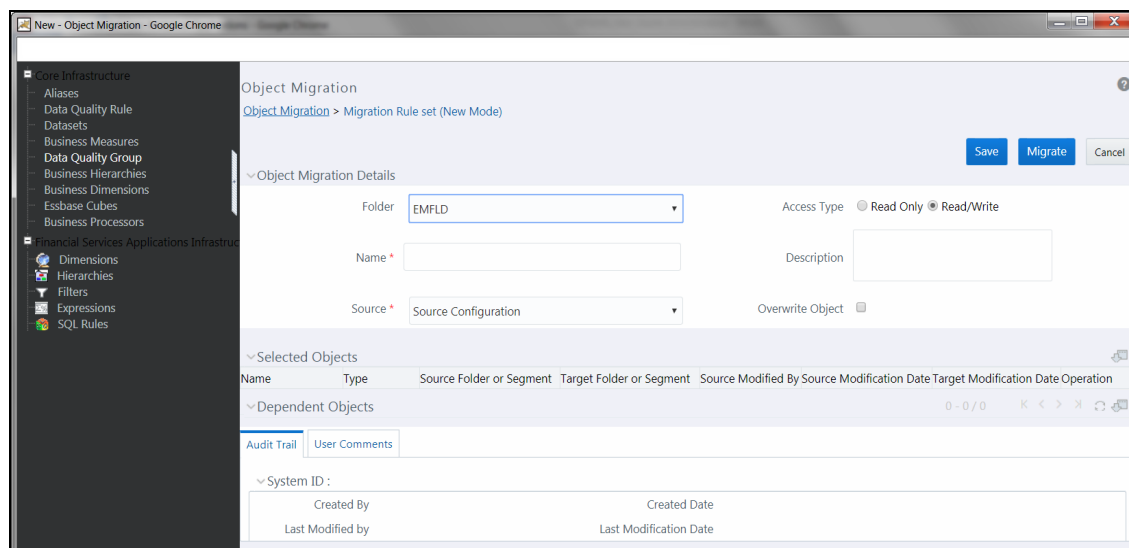 New - Object Migration - Google Chrome
Core Infrastructure
Aliases
Data Quality Rule
Datasets
Business Measures
Data Quality Group
Business Hierarchies
Business Dimensions
Essbase Cubes
Business Processors
Financial Services Applications Infrastruc
Dimensions
Hierarchies
Filters
Expressions
SQL Rules
Object Migration
?
Object Migration > Migration Rule set (New Mode)
Save Migrate Cancel
Object Migration Details
Folder EMFLD Access Type Read Only Read/Write
Name * Description
Source * Source Configuration Overwrite Object
Selected Objects
Name Type Source Folder or Segment Target Folder or Segment Source Modified By Source Modification Date Target Modification Date Operation
Dependent Objects 0 - 0 / 0
Audit Trail User Comments
System ID :
Created By Created Date
Last Modified by Last Modification Date